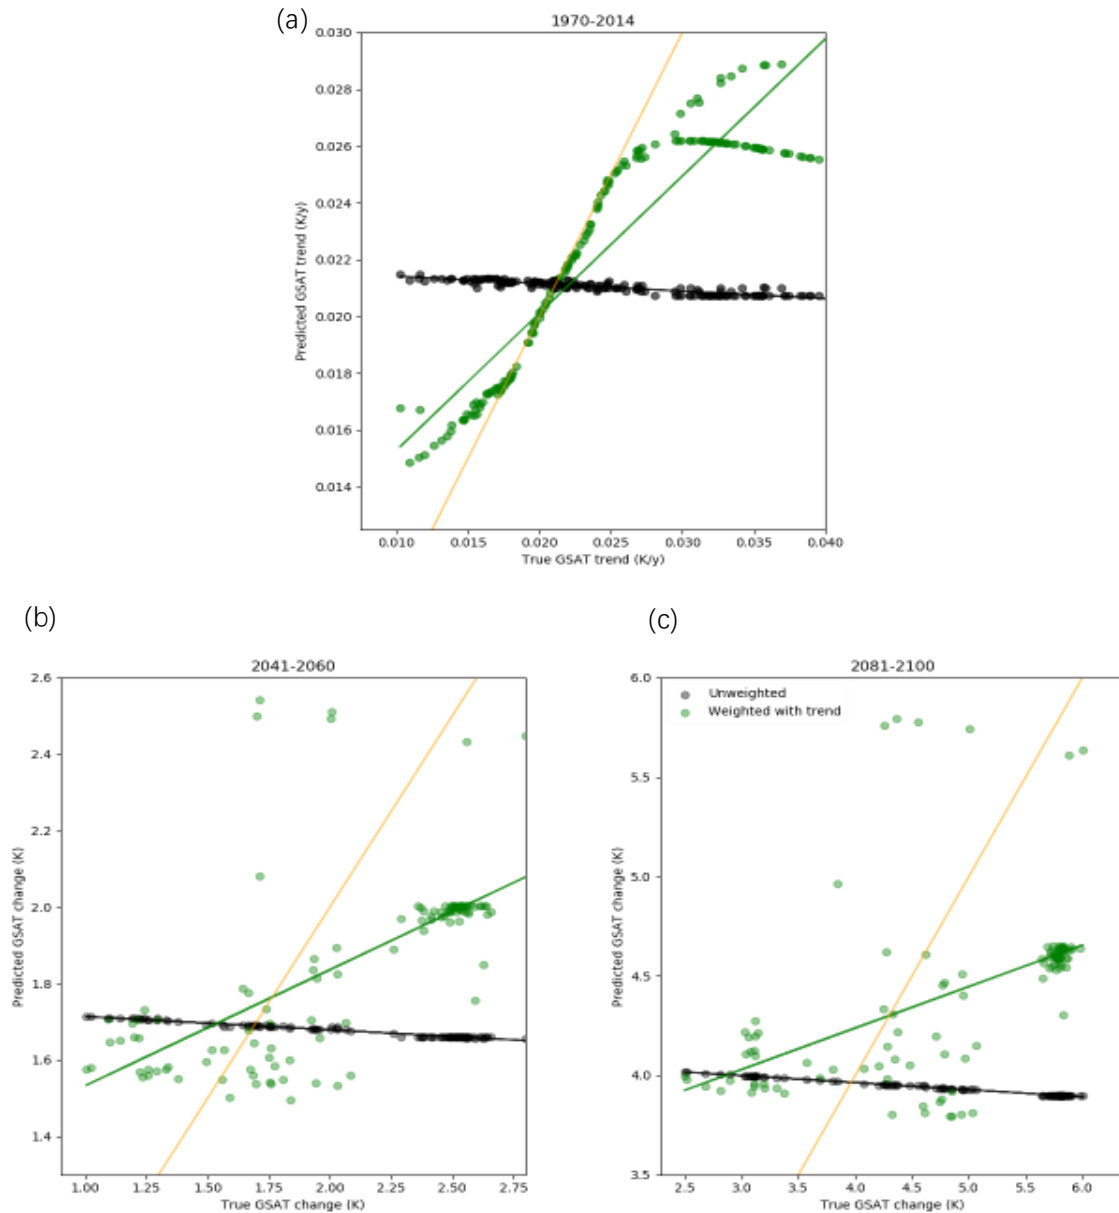 (a)
1970-2014
0.030
0.028
0.026
0.024
0.022
0.020
0.018
0.016
0.014
Predicted GSAT trend (K/y)
0.010 0.015 0.020 0.025 0.030 0.035 0.040
True GSAT trend (K/y)
(b)
2041-2060
2.6
2.4
2.2
2.0
1.8
1.6
1.4
Predicted GSAT change (K)
1.00 1.25 1.50 1.75 2.00 2.25 2.50 2.75
True GSAT change (K)
(c)
2081-2100
Unweighted
Weighted with trend
6.0
5.5
5.0
4.5
4.0
3.5
Predicted GSAT change (K)
2.5 3.0 3.5 4.0 4.5 5.0 5.5 6.0
True GSAT change (K)